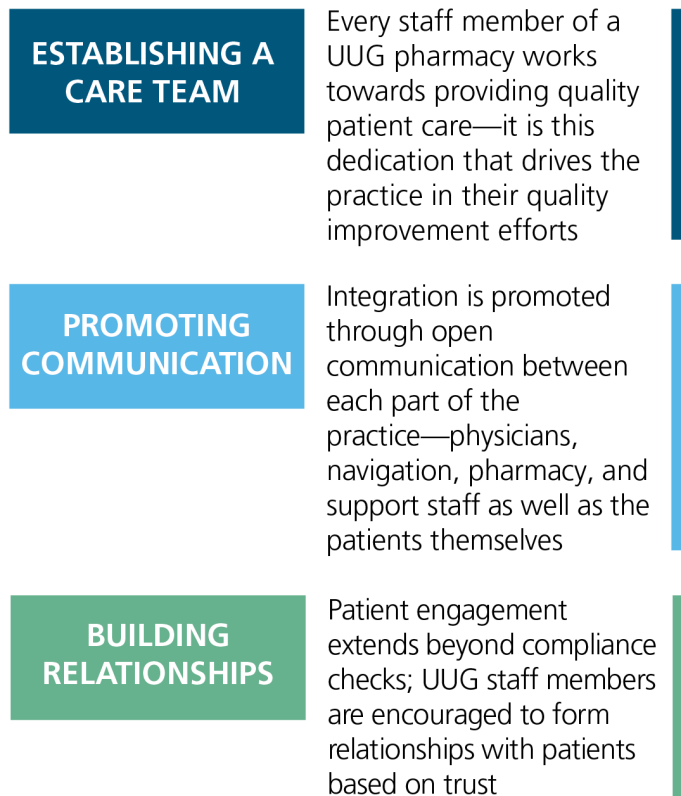 ESTABLISHING A
CARE TEAM
Every staff member of a
UUG pharmacy works
towards providing quality
patient care—it is this
dedication that drives the
practice in their quality
improvement efforts
PROMOTING
COMMUNICATION
Integration is promoted
through open
communication between
each part of the
practice—physicians,
navigation, pharmacy, and
support staff as well as the
patients themselves
BUILDING
RELATIONSHIPS
Patient engagement
extends beyond compliance
checks; UUG staff members
are encouraged to form
relationships with patients
based on trust